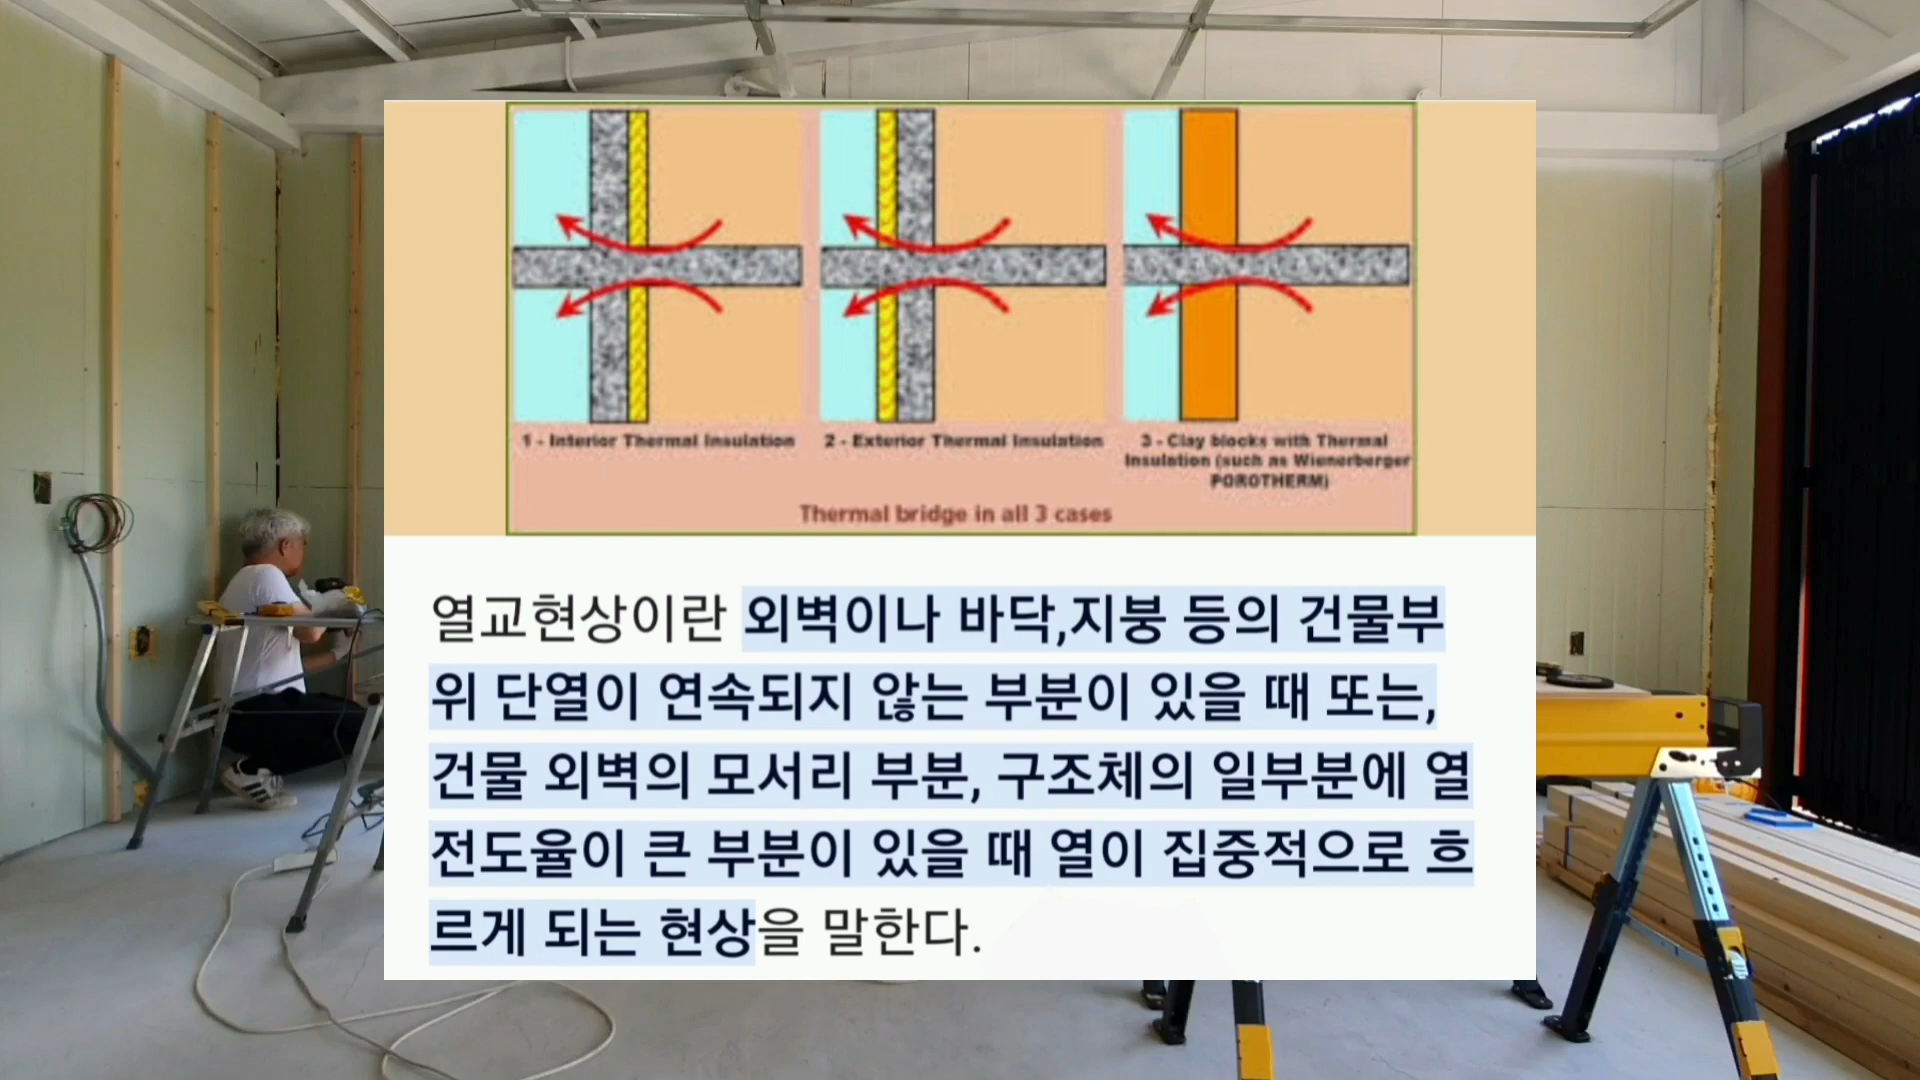 1 - Interior Thermal Insulation
2 - Exterior Thermal Insulation
3 - Clay blocks with Thermal
Insulation (such as Wienerberger
POROTHERM)
Thermal bridge in all 3 cases
열교현상이란 외벽이나 바닥,지붕 등의 건물부
위 단열이 연속되지 않는 부분이 있을 때 또는,
건물 외벽의 모서리 부분, 구조체의 일부분에 열
전도율이 큰 부분이 있을 때 열이 집중적으로 흐
르게 되는 현상을 말한다.